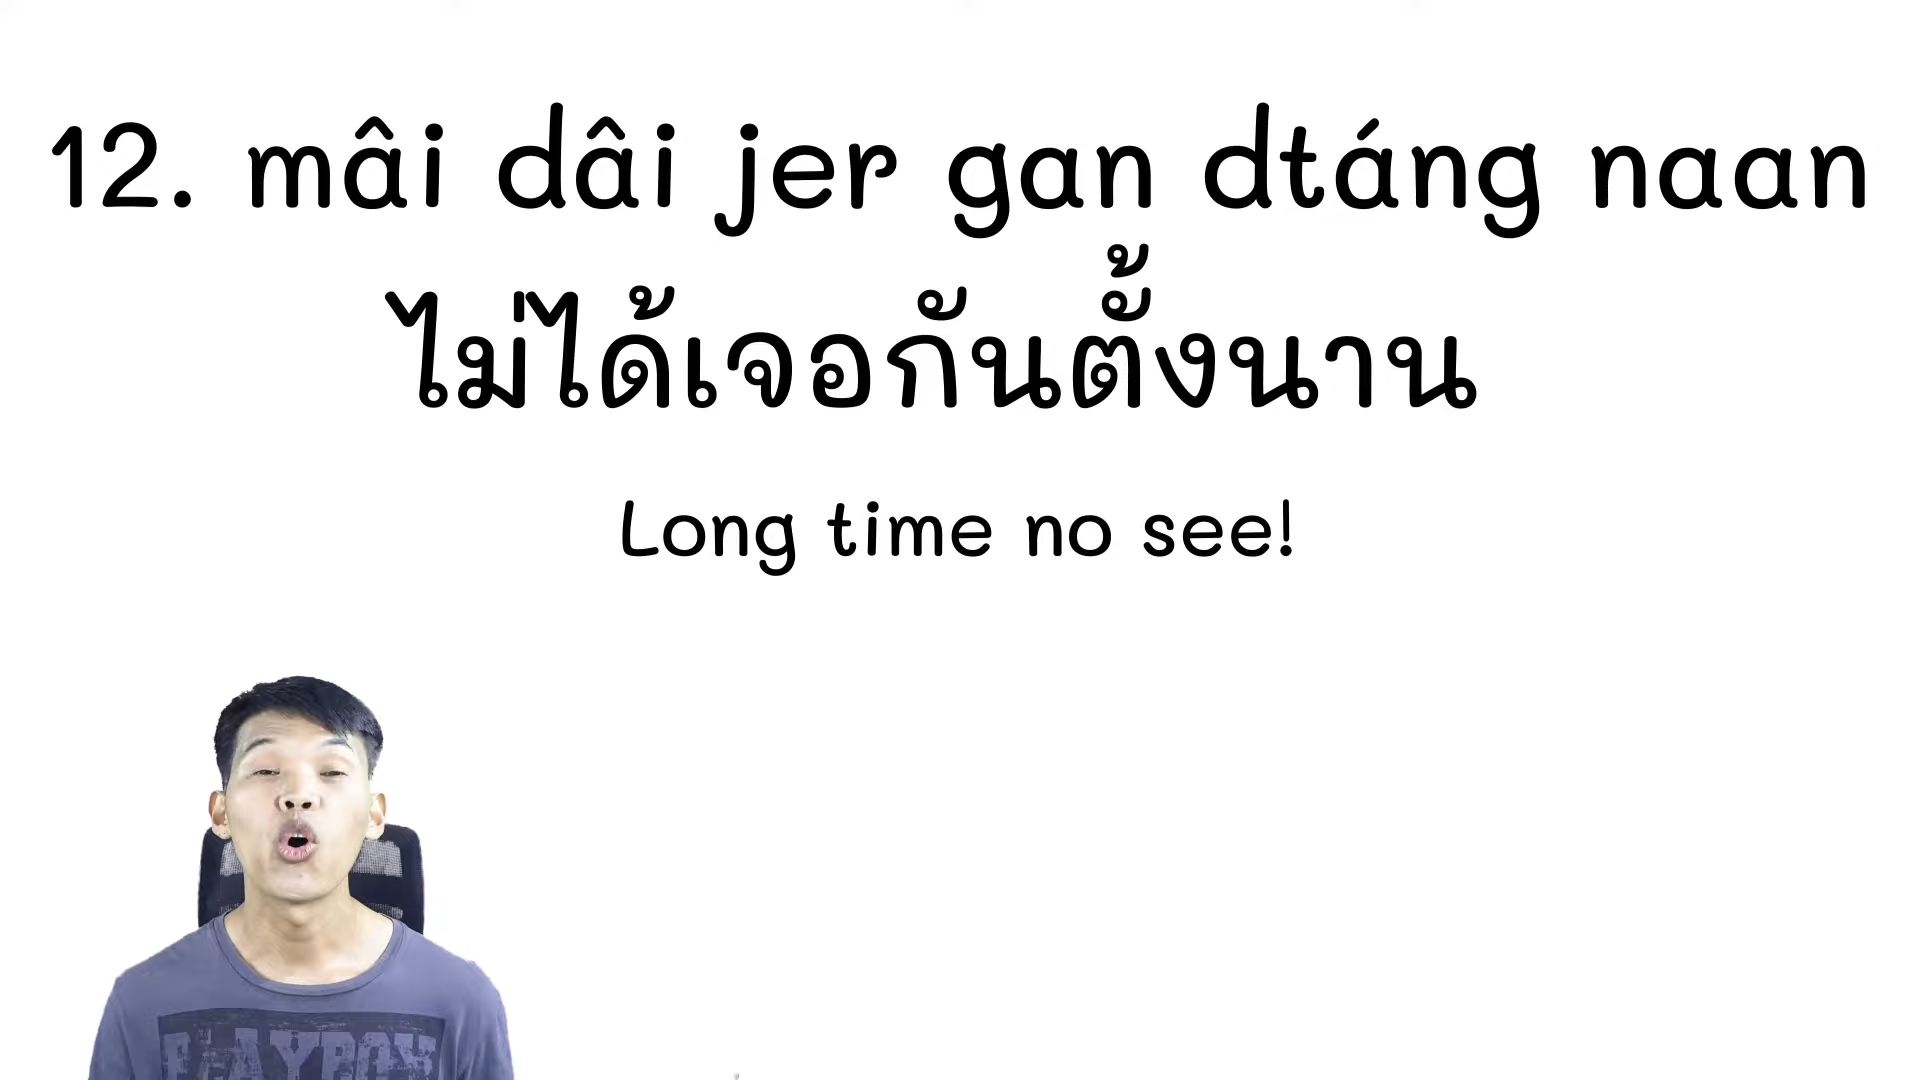 12. mâi dâi jer gan dtáng naan
ไม่ได้เจอกันตั้งนาน
Long time no see!
PLAYBOY